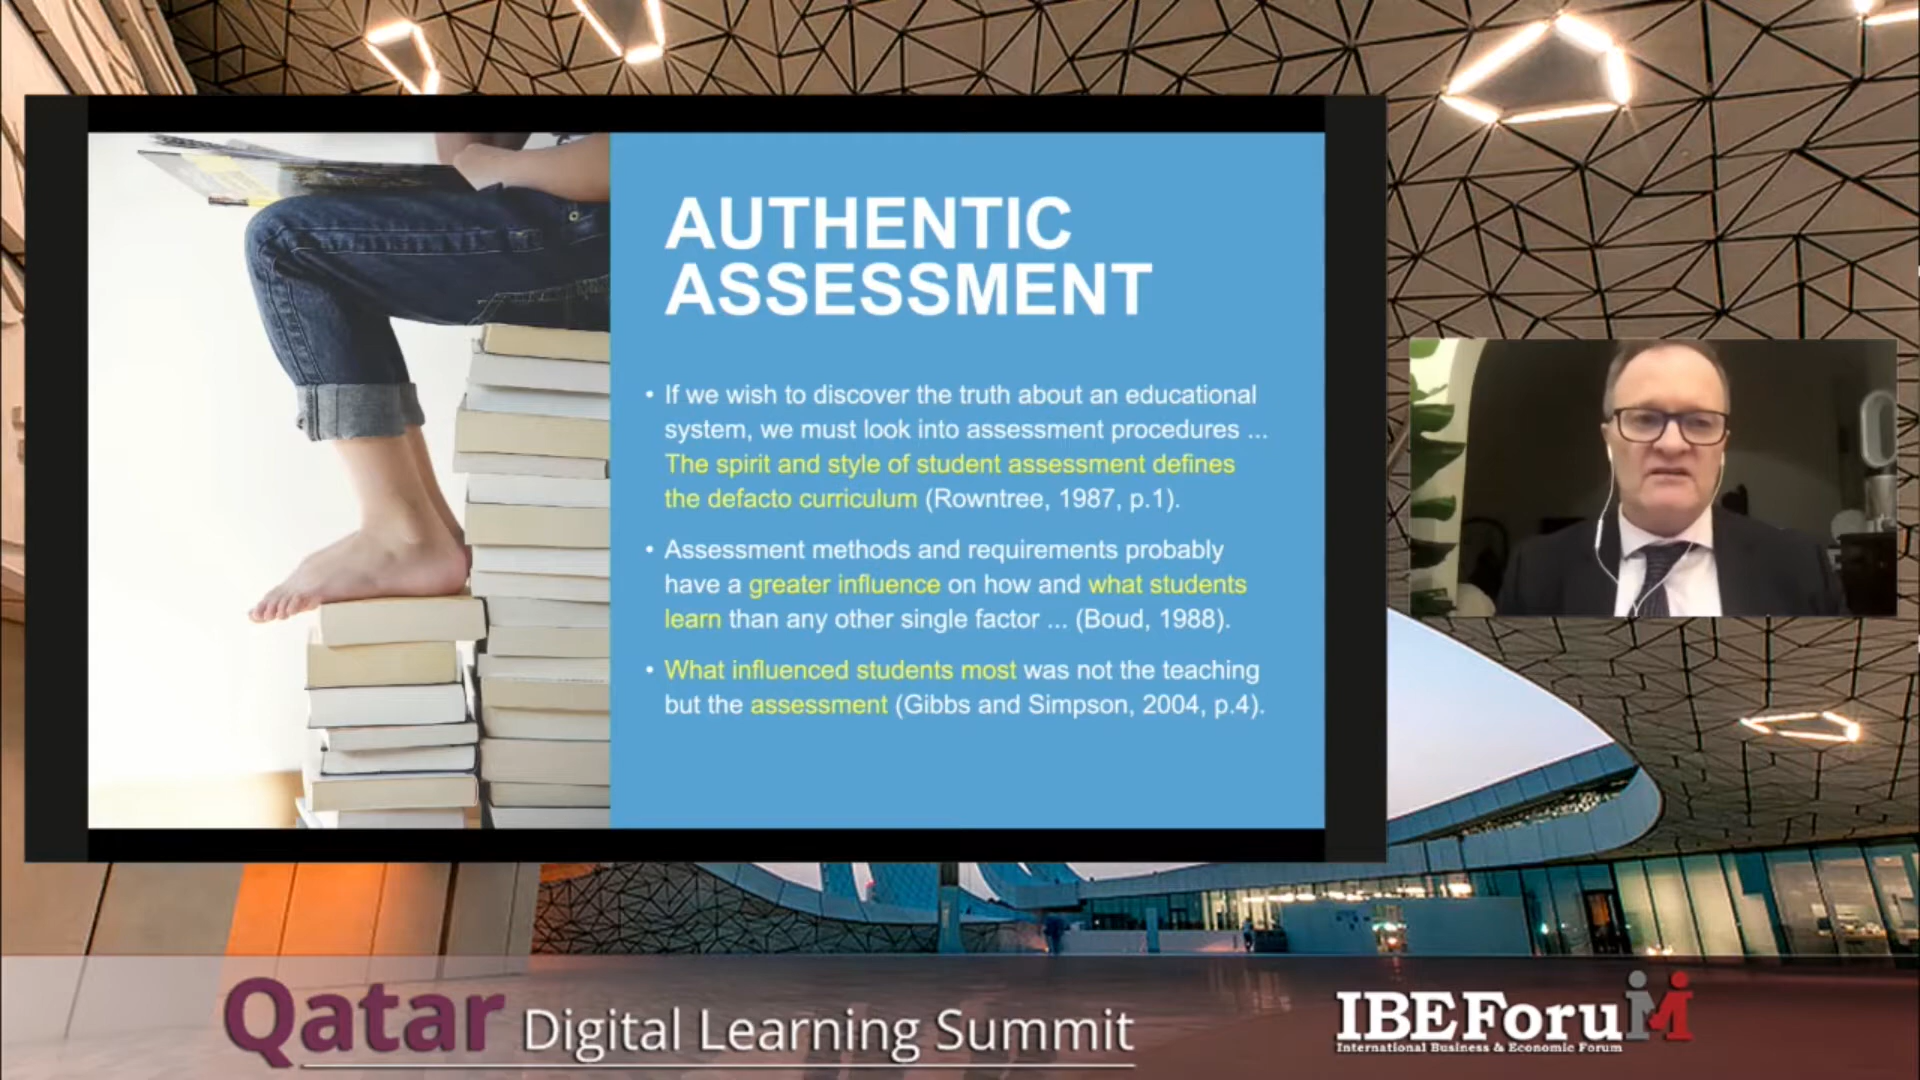 AUTHENTIC
ASSESSMENT
• If we wish to discover the truth about an educational
system, we must look into assessment procedures ...
The spirit and style of student assessment defines
the defacto curriculum (Rowntree, 1987, p.1).
• Assessment methods and requirements probably
have a greater influence on how and what students
learn than any other single factor ... (Boud, 1988).
• What influenced students most was not the teaching
but the assessment (Gibbs and Simpson, 2004, p.4).
Qatar Digital Learning Summit
IBEForuM
International Business & Economic Forum